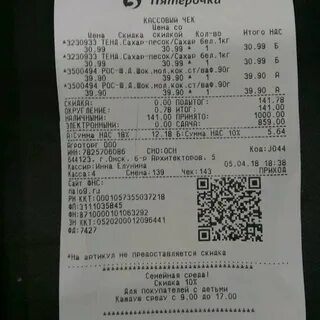 Пятёрочка
КАССОВЫЙ ЧЕК
Цена со
Цена Скидка скидкой Кол-во Итого НДС
*3230933 ТЕНД.Сахар-песок/Сахар бел.1кг
30.99 30.99 * 1 30.99 Б
*3230933 ТЕНД.Сахар-песок/Сахар бел.1кг
30.99 30.99 * 1 30.99 Б
*3500494 РОС-Ш.Д.Шок.мол.кок.ст/ваф.90г
39.90 39.90 * 1 39.90 А
*3500494 РОС-Ш.Д.Шок.мол.кок.ст/ваф.90г
39.90 39.90 * 1 39.90 А
СКИДКА: 0.00 ПОДЫТОГ: 141.78
ОКРУГЛЕНИЕ: 0.78 ИТОГ: 141.00
НАЛИЧНЫМИ: 141.00 ПРИНЯТО: 1000.00
ЭЛЕКТРОННЫМИ: 0.00 СДАЧА: 859.00
А:Сумма НДС 18% 12.18 Б:Сумма НДС 10% 5.64
Агроторг ООО
ИНН:7825706086 СНО:ОСН Код:J044
644123, г.Омск, б-р Архитекторов, 5
Кассир:Инна Елунина 05.04.18 18:38
Касса:4 Смена:139 Чек:143 ПРИХОД
Сайт ФНС:
nalog.ru
РН ККТ:0001057355037218
ФП:3111035845
ФН:8710000101063292
ЗН ККТ:0520200012096441
ФД:7427
*На артикул не предоставляется скидка
Семейная среда!
Скидка 10%
Для покупателей с детьми
Каждую среду с 9.00 до 17.00